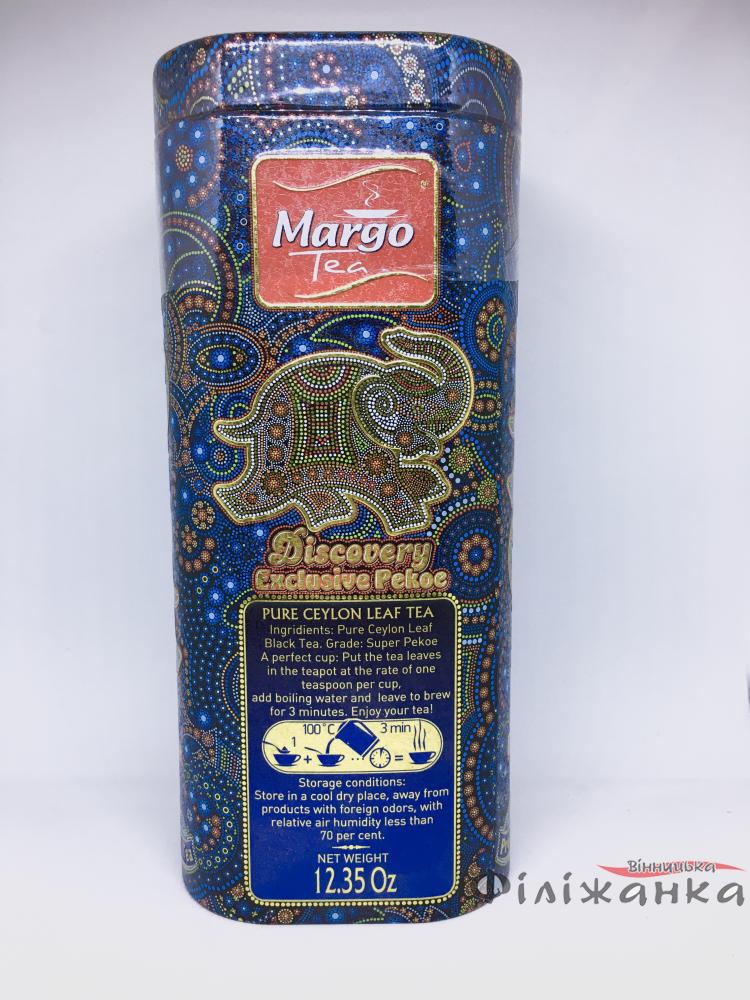 Margo
Tea
Discovery
Exclusive Pekoe
PURE CEYLON LEAF TEA
Ingridients: Pure Ceylon Leaf
Black Tea. Grade: Super Pekoe
A perfect cup: Put the tea leaves
in the teapot at the rate of one
teaspoon per cup,
add boiling water and leave to brew
for 3 minutes. Enjoy your tea!
100°C 3 min
1 + ... =
Storage conditions:
Store in a cool dry place, away from
products with foreign odors, with
relative air humidity less than
70 per cent.
NET WEIGHT
12.35 Oz
Вінницька
Філіжанка